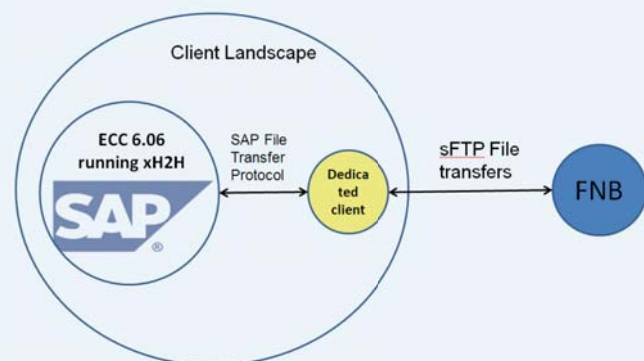 Client Landscape
ECC 6.06
running xH2H
SAP
®
SAP File
Transfer
Protocol
Dedica
ted
client
sFTP File
transfers
FNB